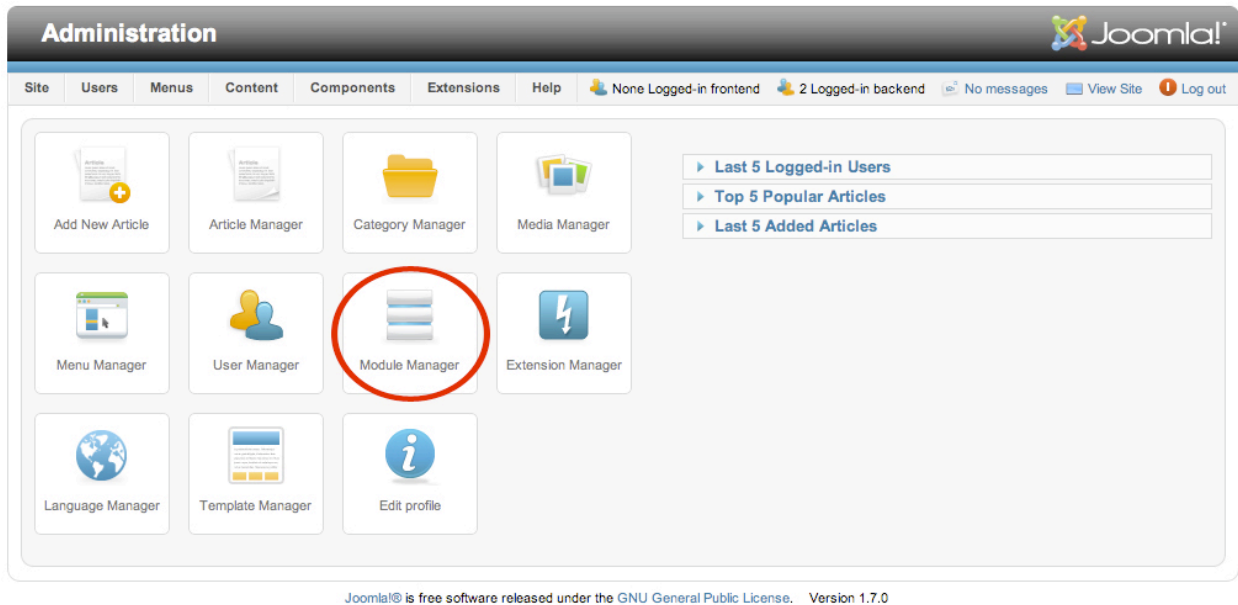 Administration
Joomla!
Site Users Menus Content Components Extensions Help None Logged-in frontend 2 Logged-in backend No messages View Site Log out
Add New Article Article Manager Category Manager Media Manager
Last 5 Logged-in Users
Top 5 Popular Articles
Last 5 Added Articles
Menu Manager User Manager Module Manager Extension Manager
Language Manager Template Manager Edit profile
Joomla!® is free software released under the GNU General Public License. Version 1.7.0